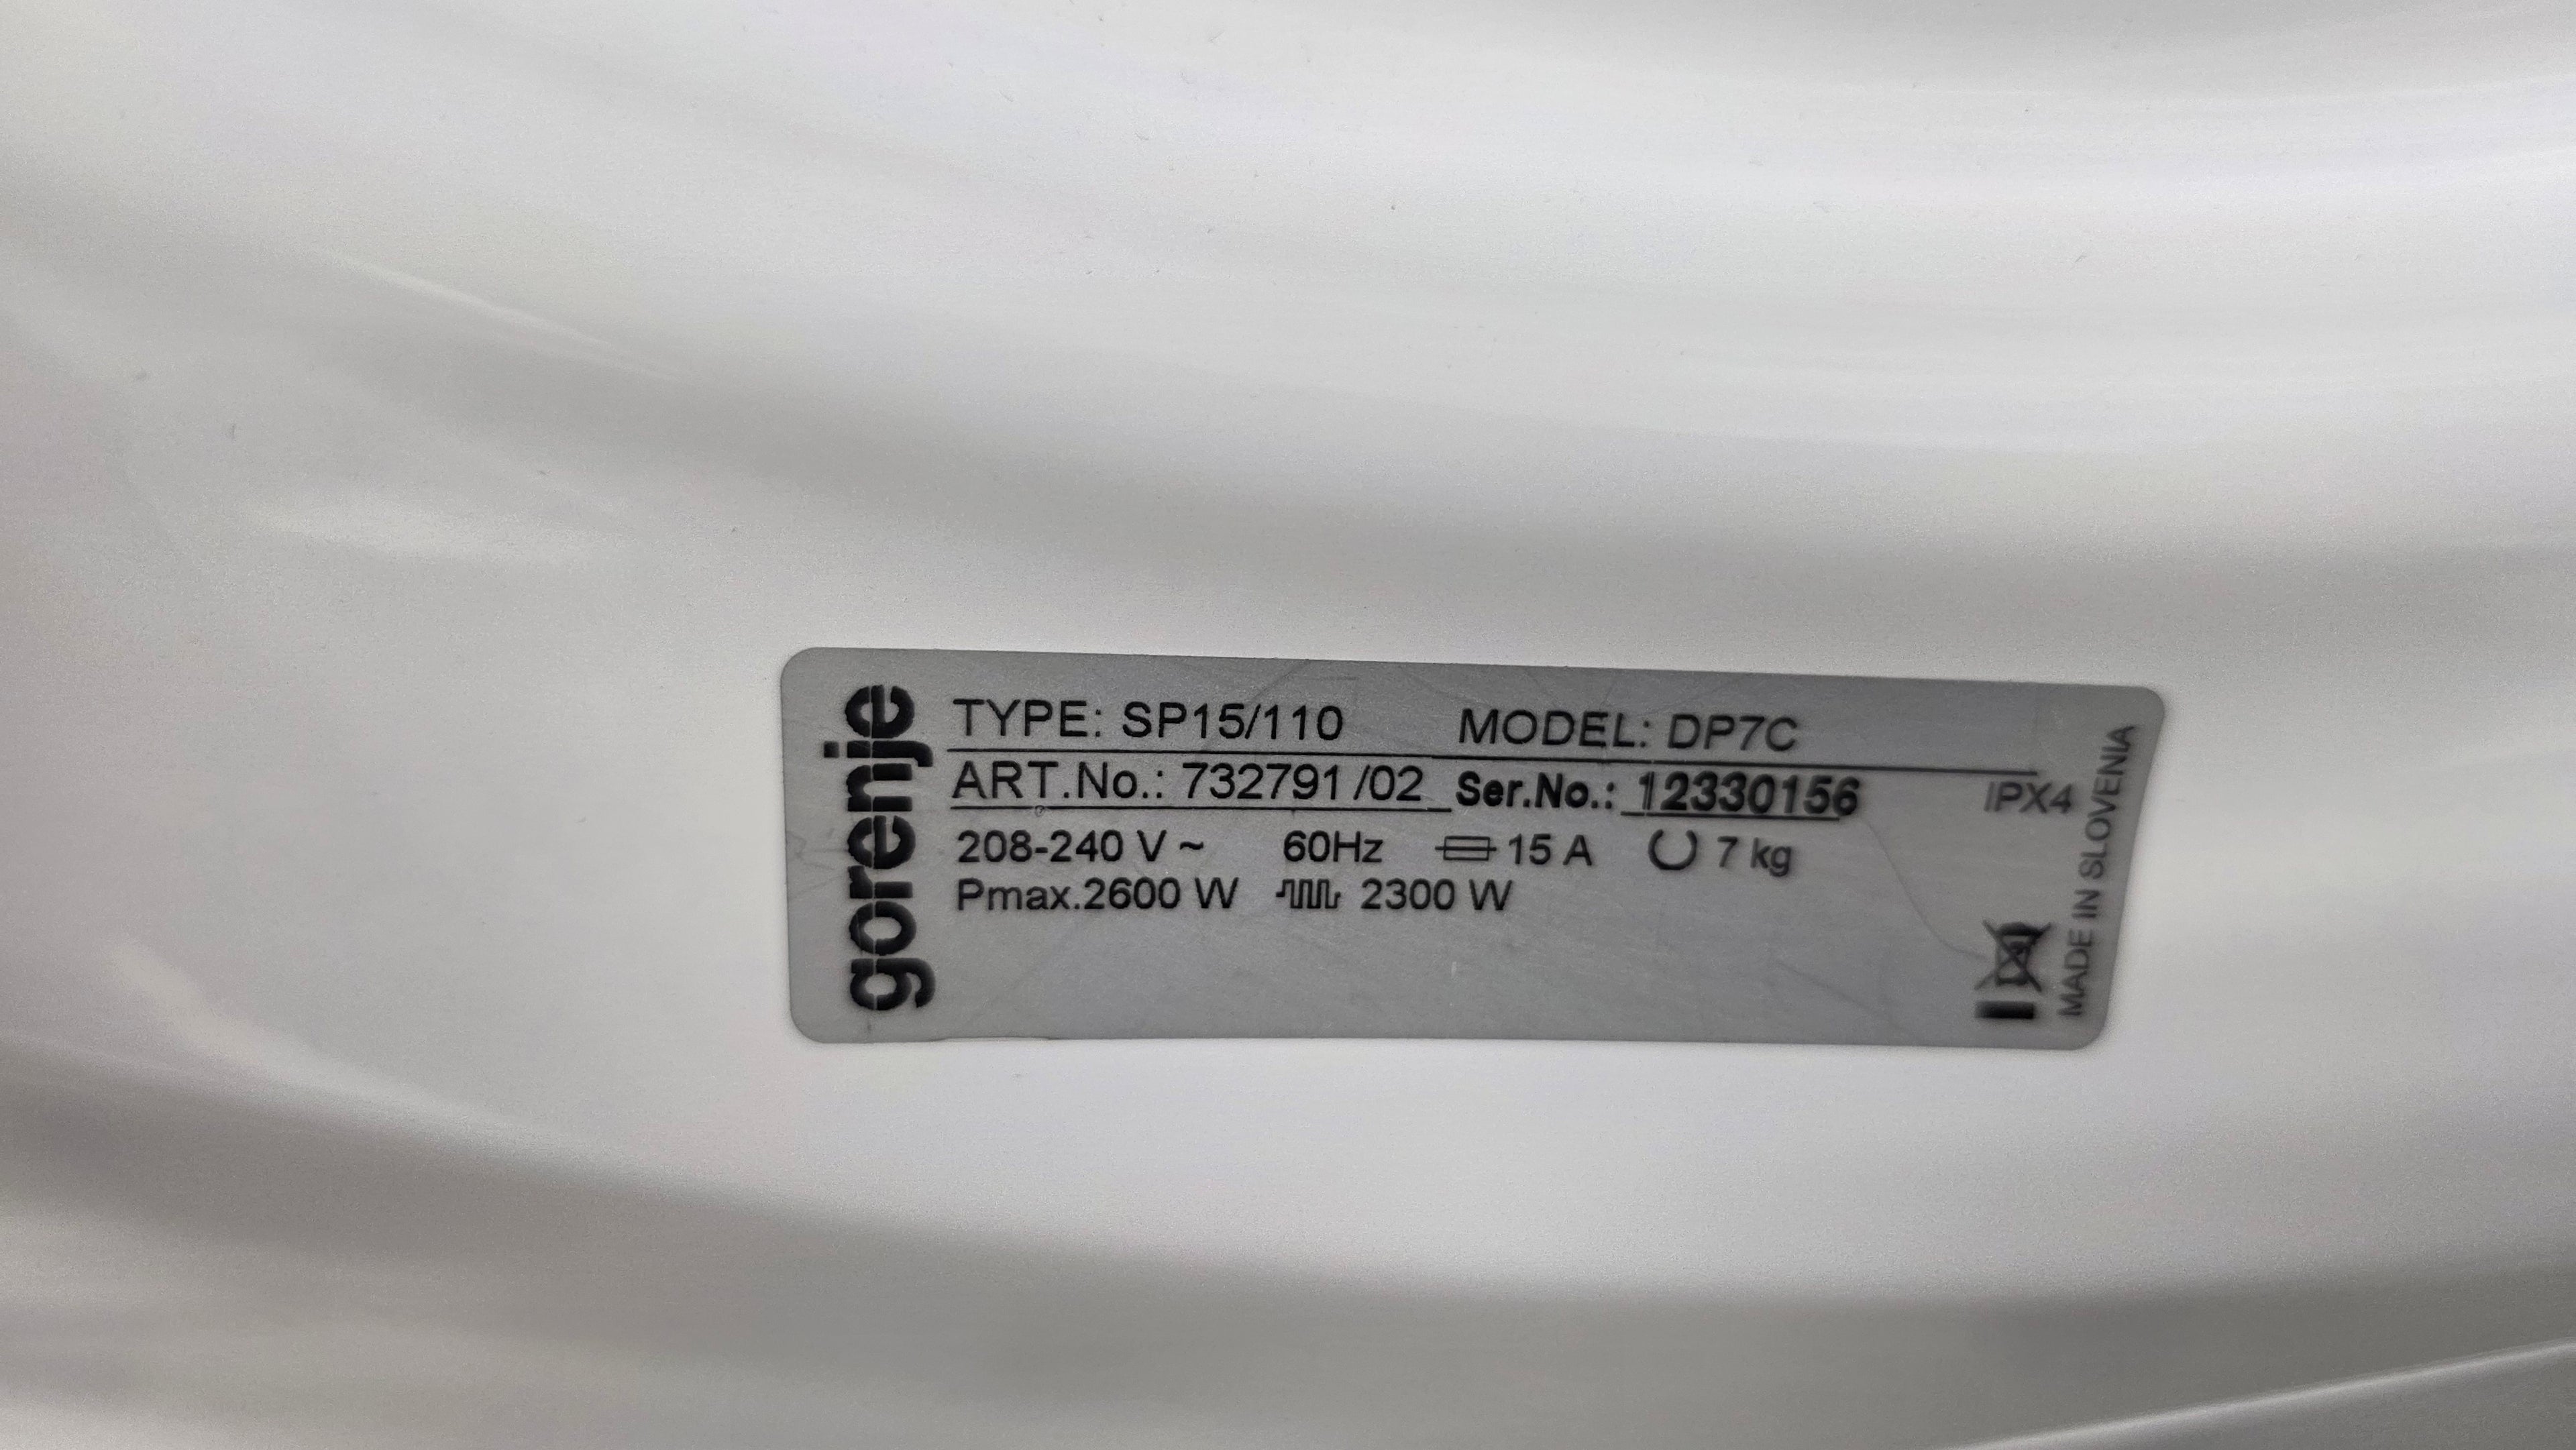 gorenje
TYPE: SP15/110 MODEL: DP7C
ART.No.: 732791/02 Ser.No.: 12330156 IPX4
208-240 V ~ 60Hz 15 A 7 kg
Pmax.2600 W 2300 W
MADE IN SLOVENIA